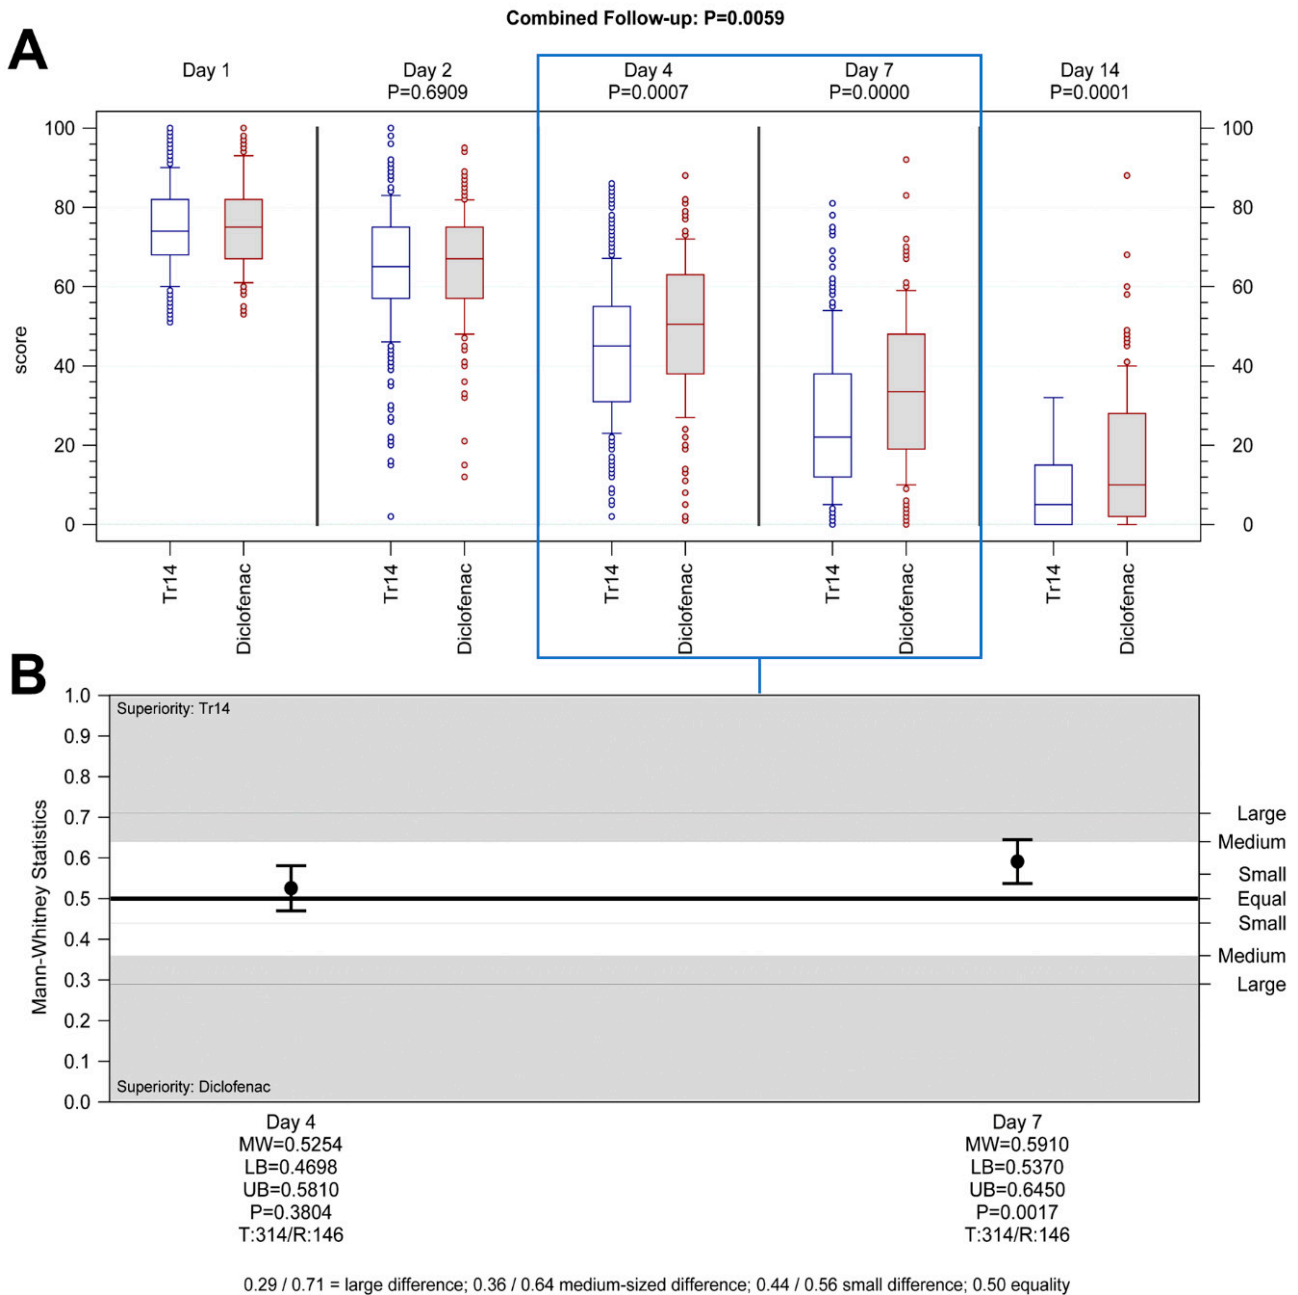 Combined Follow-up: P=0.0059
A
Day 1
Day 2
P=0.6909
Day 4
P=0.0007
Day 7
P=0.0000
Day 14
P=0.0001
score
100
80
60
40
20
0
100
80
60
40
20
0
Tr14
Diclofenac
Tr14
Diclofenac
Tr14
Diclofenac
Tr14
Diclofenac
Tr14
Diclofenac
B
Mann-Whitney Statistics
1.0
0.9
0.8
0.7
0.6
0.5
0.4
0.3
0.2
0.1
0.0
Superiority: Tr14
Superiority: Diclofenac
Large
Medium
Small
Equal
Small
Medium
Large
Day 4
MW=0.5254
LB=0.4698
UB=0.5810
P=0.3804
T:314/R:146
Day 7
MW=0.5910
LB=0.5370
UB=0.6450
P=0.0017
T:314/R:146
0.29 / 0.71 = large difference; 0.36 / 0.64 medium-sized difference; 0.44 / 0.56 small difference; 0.50 equality